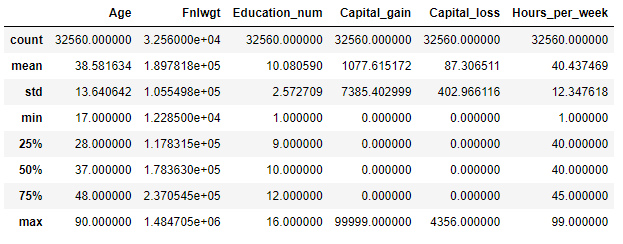 Age Fnlwgt Education_num Capital_gain Capital_loss Hours_per_week
count 32560.000000 3.256000e+04 32560.000000 32560.000000 32560.000000 32560.000000
mean 38.581634 1.897818e+05 10.080590 1077.615172 87.306511 40.437469
std 13.640642 1.055498e+05 2.572709 7385.402999 402.966116 12.347618
min 17.000000 1.228500e+04 1.000000 0.000000 0.000000 1.000000
25% 28.000000 1.178315e+05 9.000000 0.000000 0.000000 40.000000
50% 37.000000 1.783630e+05 10.000000 0.000000 0.000000 40.000000
75% 48.000000 2.370545e+05 12.000000 0.000000 0.000000 45.000000
max 90.000000 1.484705e+06 16.000000 99999.000000 4356.000000 99.000000